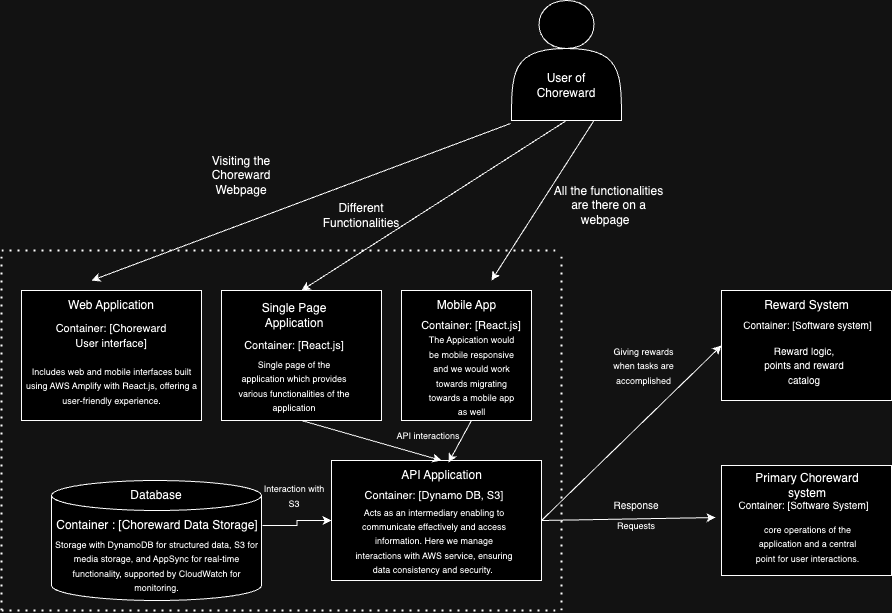 User of
Choreward
Visiting the
Choreward
Webpage
Different
Functionalities
All the functionalities
are there on a
webpage
Web Application
Container: [Choreward
User interface]
Includes web and mobile interfaces built
using AWS Amplify with React.js, offering a
user-friendly experience.
Single Page
Application
Container: [React.js]
Single page of the
application which provides
various functionalities of the
application
Mobile App
Container: [React.js]
The Appication would
be mobile responsive
and we would work
towards migrating
towards a mobile app
as well
Reward System
Container: [Software system]
Reward logic,
points and reward
catalog
Giving rewards
when tasks are
accomplished
API interactions
API Application
Container: [Dynamo DB, S3]
Acts as an intermediary enabling to
communicate effectively and access
information. Here we manage
interactions with AWS service, ensuring
data consistency and security.
Database
Container : [Choreward Data Storage]
Storage with DynamoDB for structured data, S3 for
media storage, and AppSync for real-time
functionality, supported by CloudWatch for
monitoring.
Interaction with
S3
Response
Requests
Primary Choreward
system
Container: [Software System]
core operations of the
application and a central
point for user interactions.